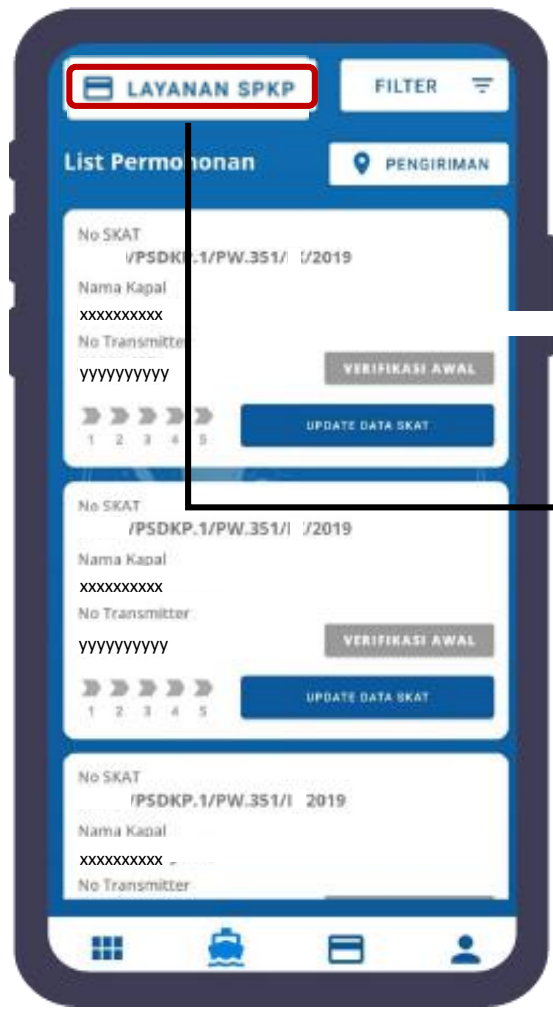 LAYANAN SPKP
FILTER
List Permohonan
PENGIRIMAN
No SKAT
/PSDKP.1/PW.351/ /2019
Nama Kapal
xxxxxxxxxx
No Transmitter
yyyyyyyyyy
VERIFIKASI AWAL
1 2 3 4 5
UPDATE DATA SKAT
No SKAT
/PSDKP.1/PW.351/ /2019
Nama Kapal
xxxxxxxxxx
No Transmitter
yyyyyyyyyy
VERIFIKASI AWAL
1 2 3 4 5
UPDATE DATA SKAT
No SKAT
/PSDKP.1/PW.351/ 2019
Nama Kapal
xxxxxxxxxx
No Transmitter